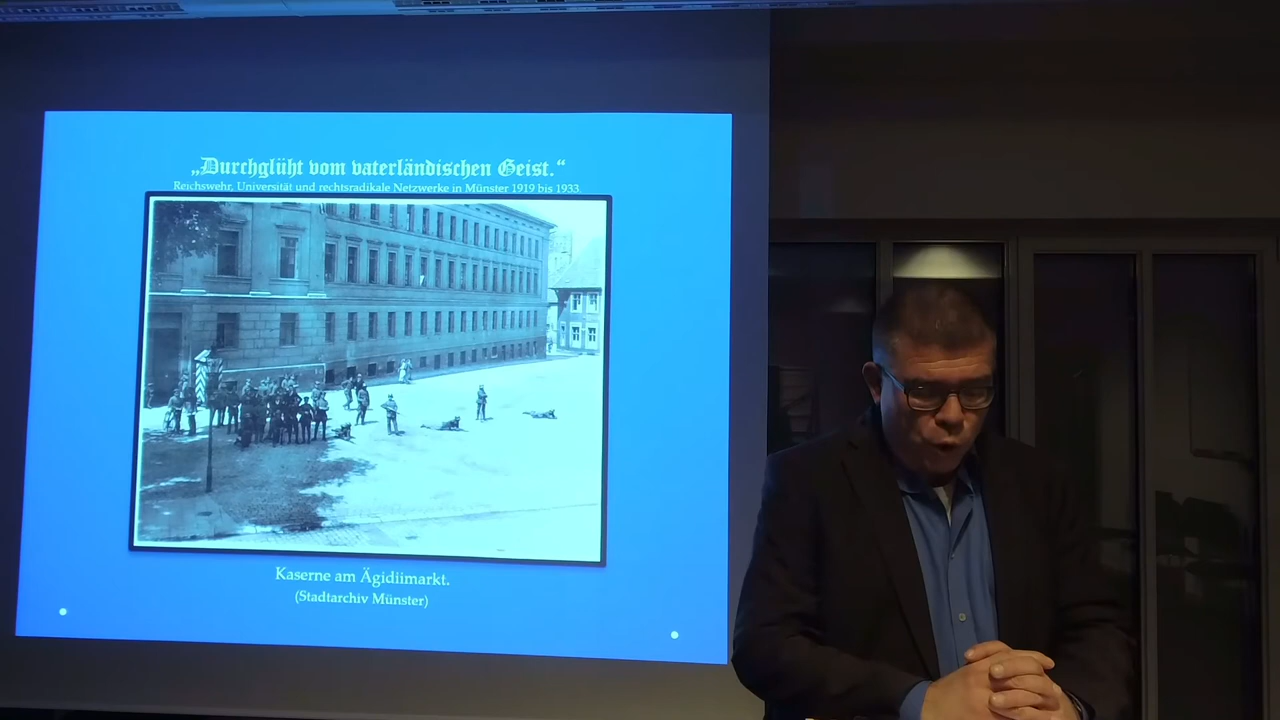 „Durchglüht vom vaterländischen Geist.“
Reichswehr, Universität und rechtsradikale Netzwerke in Münster 1919 bis 1933.
Kaserne am Ägidiimarkt.
(Stadtarchiv Münster)